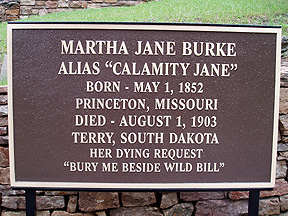 MARTHA JANE BURKE
ALIAS "CALAMITY JANE"
BORN - MAY 1, 1852
PRINCETON, MISSOURI
DIED - AUGUST 1, 1903
TERRY, SOUTH DAKOTA
HER DYING REQUEST
"BURY ME BESIDE WILD BILL"